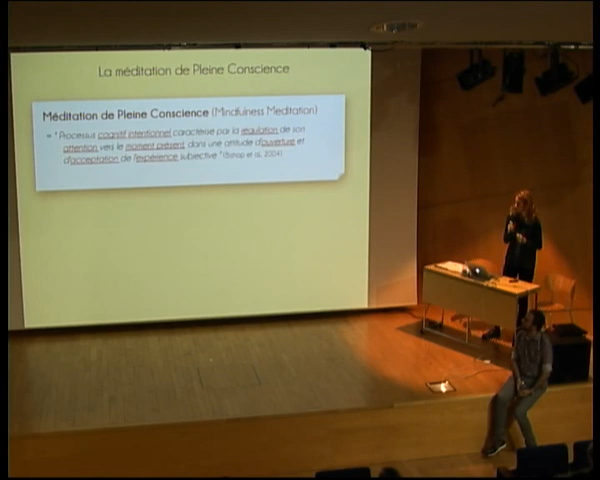 La méditation de Pleine Conscience
Méditation de Pleine Conscience (Mindfulness Meditation)
= " Processus cognitif intentionnel caractérisé par la régulation de son
attention vers le moment présent dans une attitude d'ouverture et
d'acceptation de l'expérience subjective " (Bishop et al., 2004)